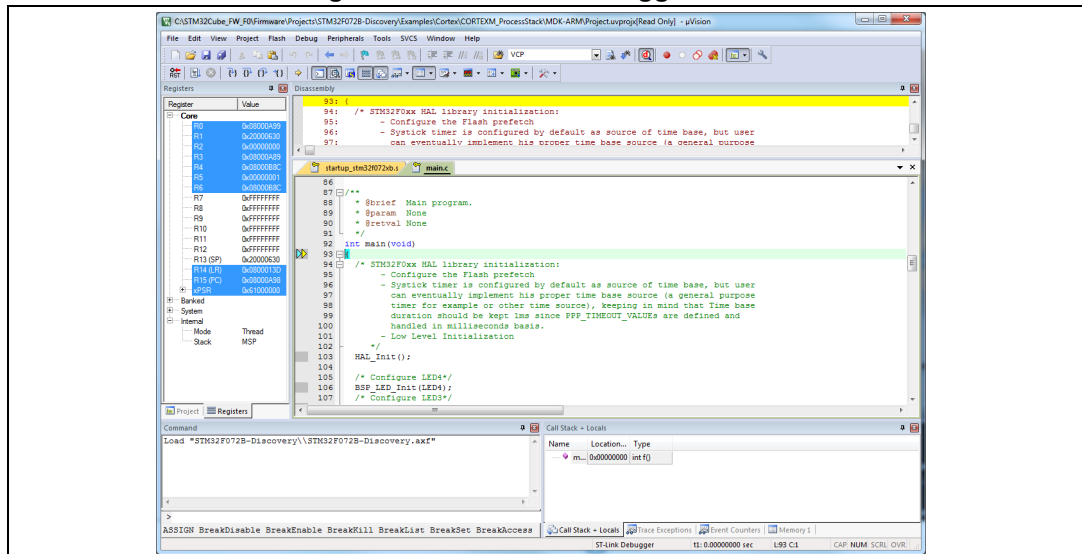 C:\STM32Cube_FW_F0\Firmware\Projects\STM32F072B-Discovery\Examples\Cortex\CORTEXM_ProcessStack\MDK-ARM\Project.uvprojx[Read Only] - µVision
File Edit View Project Flash Debug Peripherals Tools SVCS Window Help
VCP
RST
Registers
Register Value
Core
R0 0x08000A99
R1 0x20000630
R2 0x00000000
R3 0x08000A89
R4 0x08000B8C
R5 0x00000001
R6 0x08000B8C
R7 0xFFFFFFFF
R8 0xFFFFFFFF
R9 0xFFFFFFFF
R10 0xFFFFFFFF
R11 0xFFFFFFFF
R12 0xFFFFFFFF
R13 (SP) 0x20000630
R14 (LR) 0x0800013D
R15 (PC) 0x08000A98
xPSR 0x61000000
Banked
System
Internal
Mode Thread
Stack MSP
Project Registers
Disassembly
93: {
94: /* STM32F0xx HAL library initialization:
95: - Configure the Flash prefetch
96: - Systick timer is configured by default as source of time base, but user
97: can eventually implement his proper time base source (a general purpose
startup_stm32f072xb.s main.c
86
87 /**
88 * @brief Main program.
89 * @param None
90 * @retval None
91 */
92 int main(void)
93 {
94 /* STM32F0xx HAL library initialization:
95 - Configure the Flash prefetch
96 - Systick timer is configured by default as source of time base, but user
97 can eventually implement his proper time base source (a general purpose
98 timer for example or other time source), keeping in mind that Time base
99 duration should be kept 1ms since PPP_TIMEOUT_VALUEs are defined and
100 handled in milliseconds basis.
101 - Low Level Initialization
102 */
103 HAL_Init();
104
105 /* Configure LED4*/
106 BSP_LED_Init(LED4);
107 /* Configure LED3*/
Command
Load "STM32F072B-Discovery\\STM32F072B-Discovery.axf"
>
ASSIGN BreakDisable BreakEnable BreakKill BreakList BreakSet BreakAccess
Call Stack + Locals
Name Location... Type
m... 0x00000000 int f()
Call Stack + Locals Trace Exceptions Event Counters Memory 1
ST-Link Debugger t1: 0.00000000 sec L:93 C:1 CAP NUM SCRL OVR